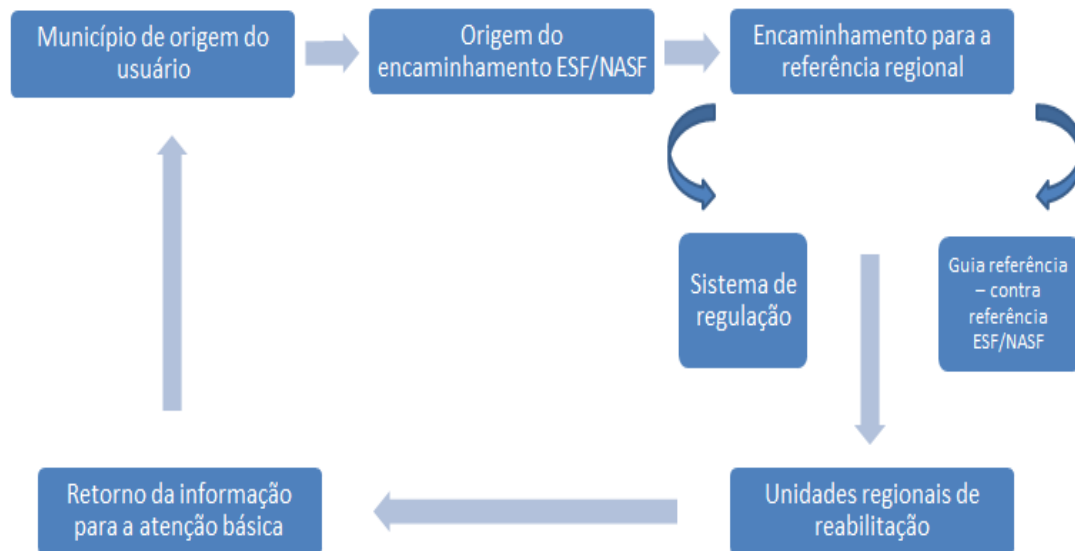 Município de origem do
usuário
Origem do
encaminhamento ESF/NASF
Encaminhamento para a
referência regional
Sistema de
regulação
Guia referência
– contra
referência
ESF/NASF
Unidades regionais de
reabilitação
Retorno da informação
para a atenção básica